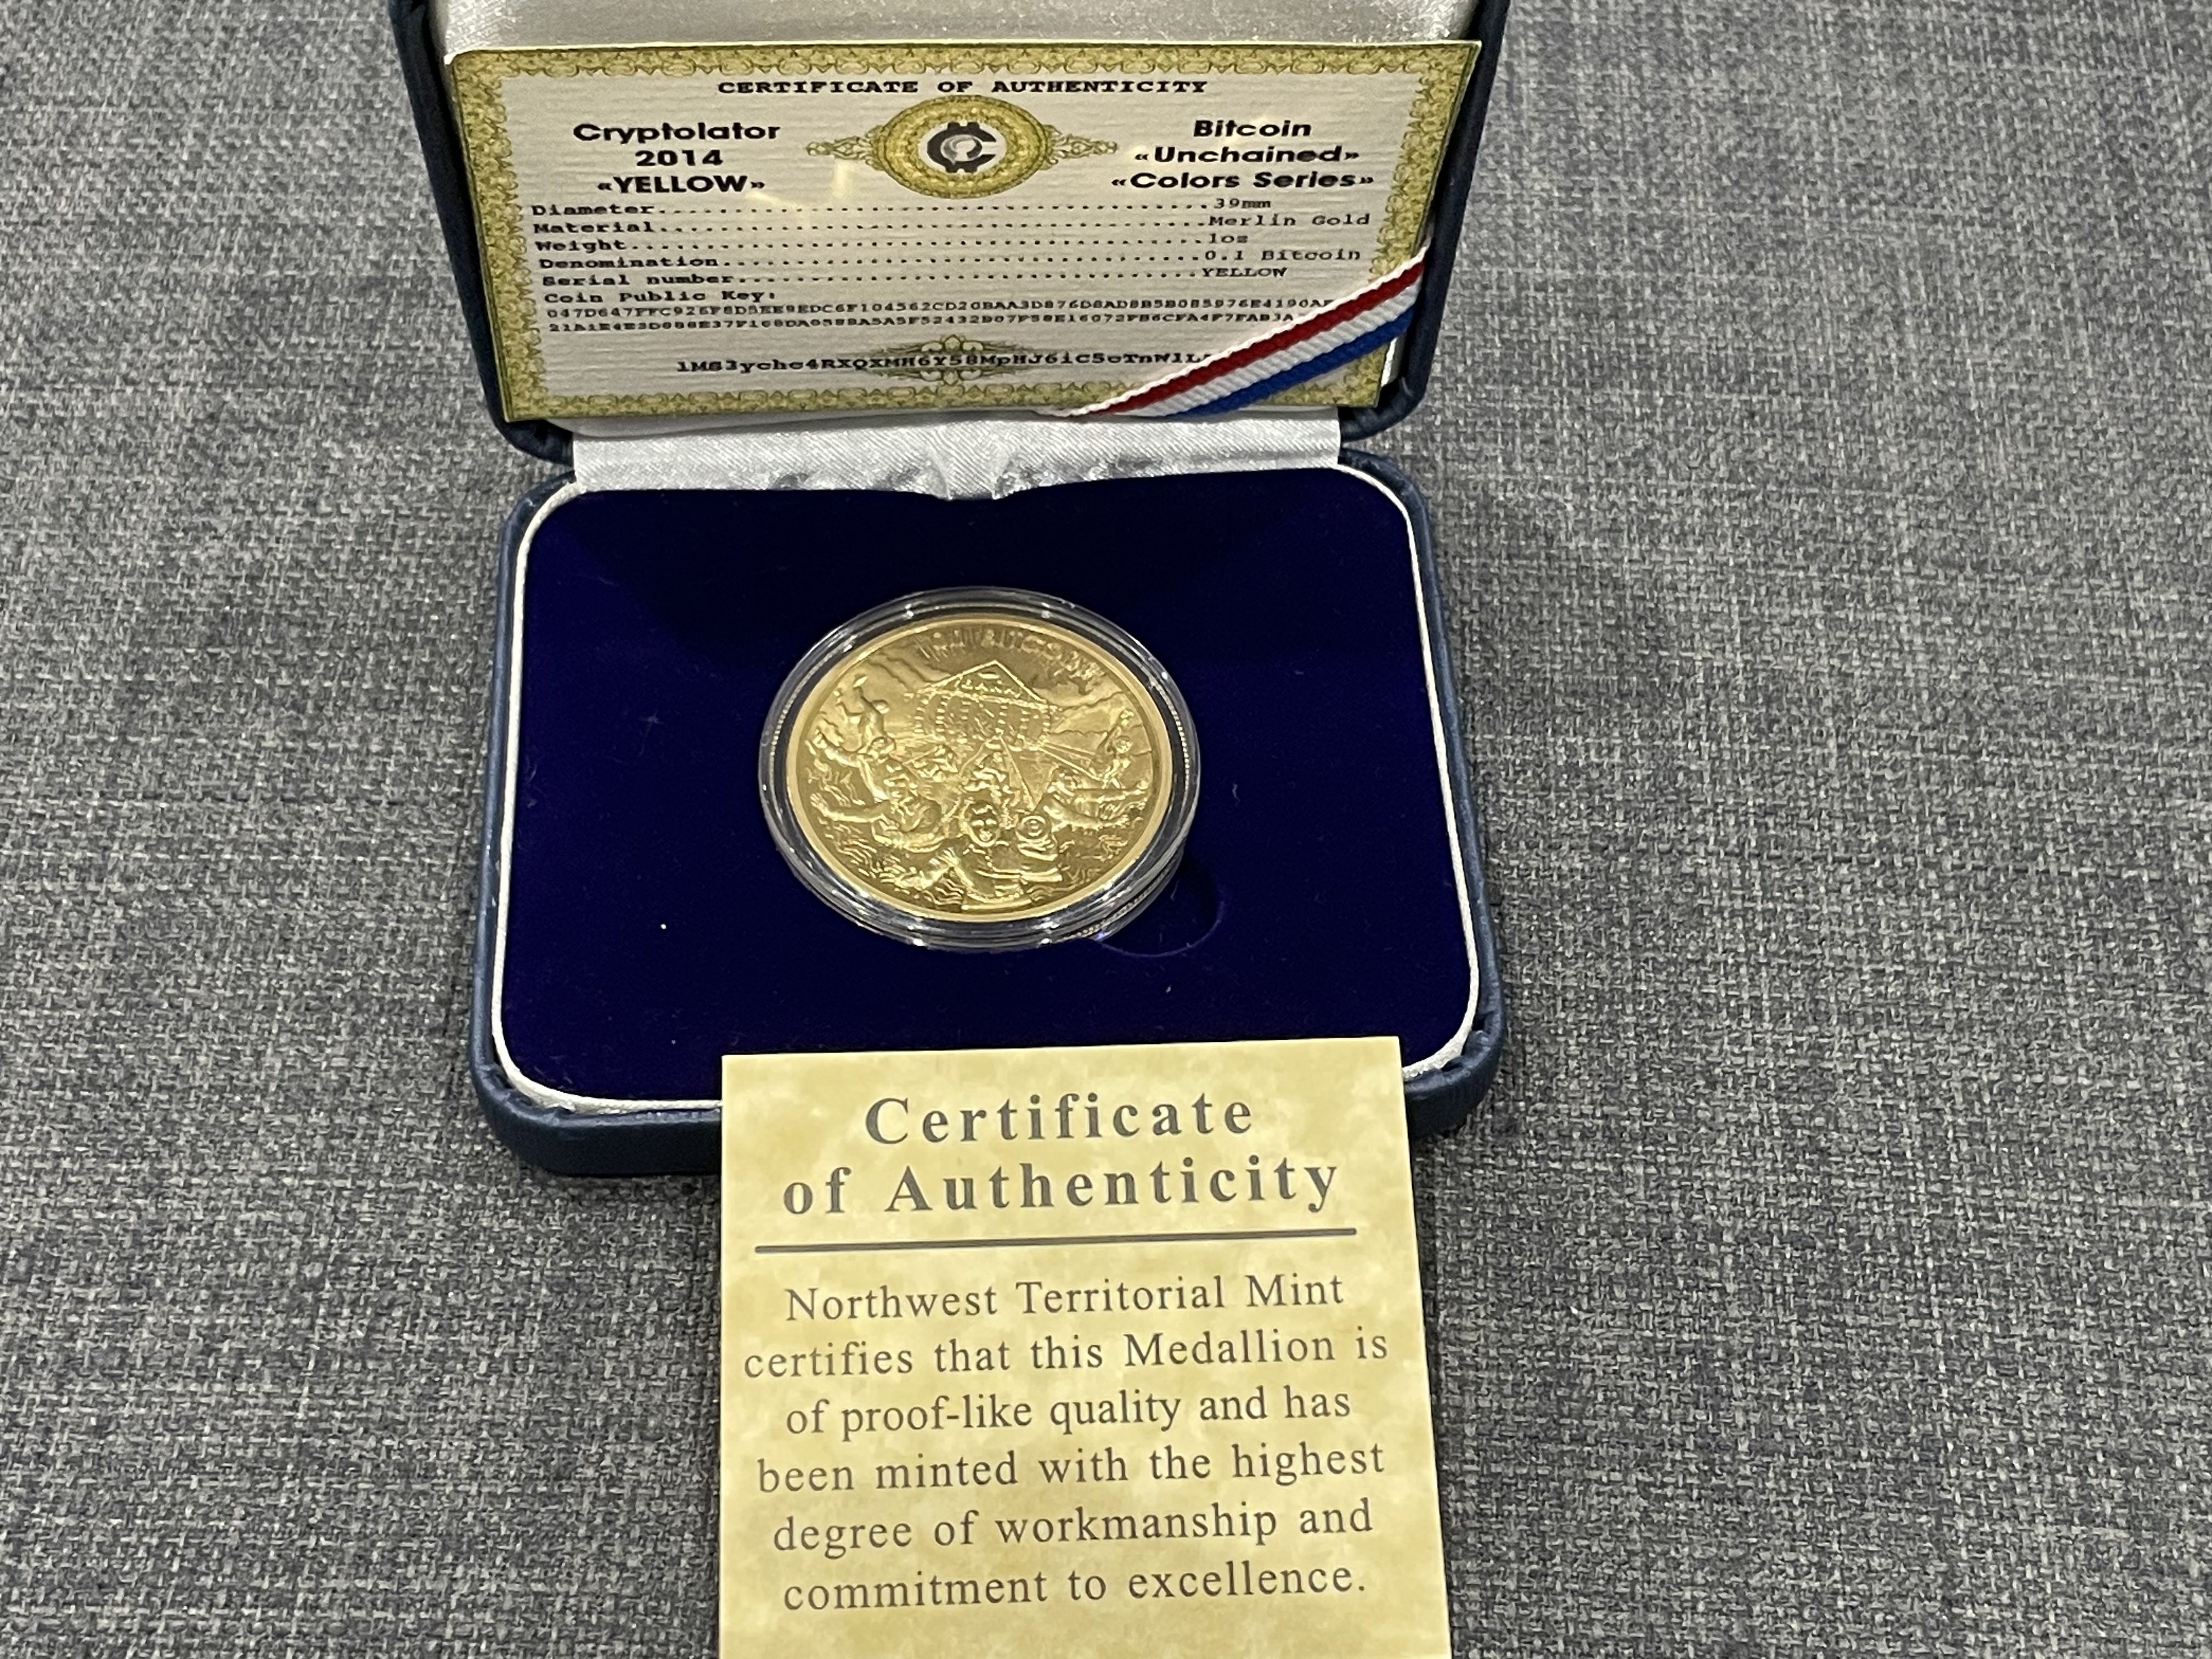 CERTIFICATE OF AUTHENTICITY
Cryptolator
2014
«YELLOW»
Bitcoin
«Unchained»
«Colors Series»
Diameter..........................................39mm
Material..........................................Merlin Gold
Weight............................................1oz
Denomination...................................0.1 Bitcoin
Serial number..................................YELLOW
Coin Public Key:
Certificate
of Authenticity
Northwest Territorial Mint
certifies that this Medallion is
of proof-like quality and has
been minted with the highest
degree of workmanship and
commitment to excellence.